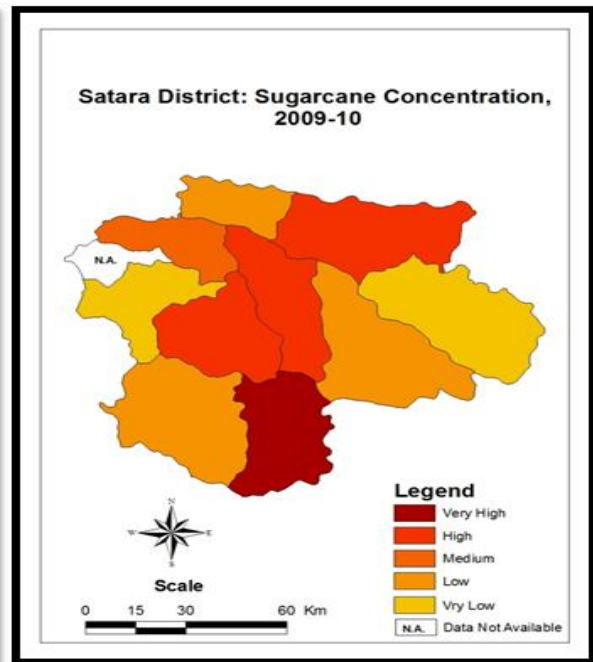 Satara District: Sugarcane Concentration,
2009-10
N.A.
N
W E
S
Scale
0 15 30 60 Km
Legend
Very High
High
Medium
Low
Vry Low
N.A. Data Not Available